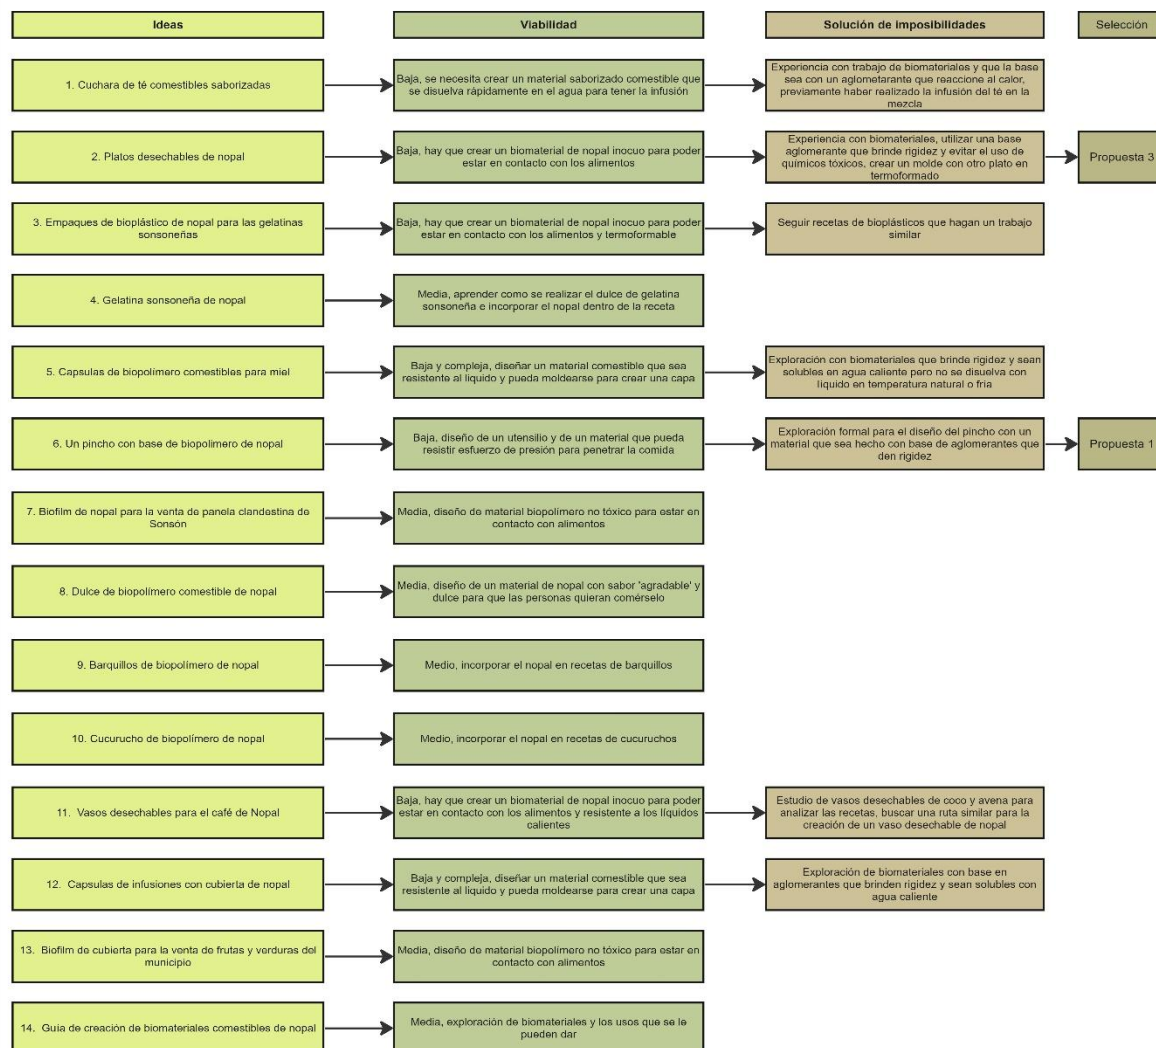 Ideas
Viabilidad
Solución de imposibilidades
Selección
1. Cuchara de té comestibles saborizadas
Baja, se necesita crear un material saborizado comestible que
se disuelva rápidamente en el agua para tener la infusión
Experiencia con trabajo de biomateriales y que la base
sea con un aglometarante que reaccione al calor,
previamente haber realizado la infusión del té en la
mezcla
2. Platos desechables de nopal
Baja, hay que crear un biomaterial de nopal inocuo para poder
estar en contacto con los alimentos
Experiencia con biomateriales, utilizar una base
aglomerante que brinde rigidez y evitar el uso de
químicos tóxicos, crear un molde con otro plato en
termoformado
Propuesta 3
3. Empaques de bioplástico de nopal para las gelatinas
sonsoneñas
Baja, hay que crear un biomaterial de nopal inocuo para poder
estar en contacto con los alimentos y termoformable
Seguir recetas de bioplásticos que hagan un trabajo
similar
4. Gelatina sonsoneña de nopal
Media, aprender como se realizar el dulce de gelatina
sonsoneña e incorporar el nopal dentro de la receta
5. Capsulas de biopolímero comestibles para miel
Baja y compleja, diseñar un material comestible que sea
resistente al liquido y pueda moldearse para crear una capa
Exploración con biomateriales que brinde rigidez y sean
solubles en agua caliente pero no se disuelva con
líquido en temperatura natural o fría
6. Un pincho con base de biopolimero de nopal
Baja, diseño de un utensilio y de un material que pueda
resistir esfuerzo de presión para penetrar la comida
Exploración formal para el diseño del pincho con un
material que sea hecho con base de aglomerantes que
den rigidez
Propuesta 1
7. Biofilm de nopal para la venta de panela clandestina de
Sonsón
Media, diseño de material biopolímero no tóxico para estar en
contacto con alimentos
8. Dulce de biopolímero comestible de nopal
Media, diseño de un material de nopal con sabor 'agradable' y
dulce para que las personas quieran comérselo
9. Barquillos de biopolímero de nopal
Medio, incorporar el nopal en recetas de barquillos
10. Cucurucho de biopolímero de nopal
Medio, incorporar el nopal en recetas de cucuruchos
11. Vasos desechables para el café de Nopal
Baja, hay que crear un biomaterial de nopal inocuo para poder
estar en contacto con los alimentos y resistente a los líquidos
calientes
Estudio de vasos desechables de coco y avena para
analizar las recetas, buscar una ruta similar para la
creación de un vaso desechable de nopal
12. Capsulas de infusiones con cubierta de nopal
Baja y compleja, diseñar un material comestible que sea
resistente al liquido y pueda moldearse para crear una capa
Exploración de biomateriales con base en
aglomerantes que brinden rigidez y sean solubles con
agua caliente
13. Biofilm de cubierta para la venta de frutas y verduras del
municipio
Media, diseño de material biopolímero no tóxico para estar en
contacto con alimentos
14. Guia de creación de biomateriales comestibles de nopal
Media, exploración de biomateriales y los usos que se le
pueden dar